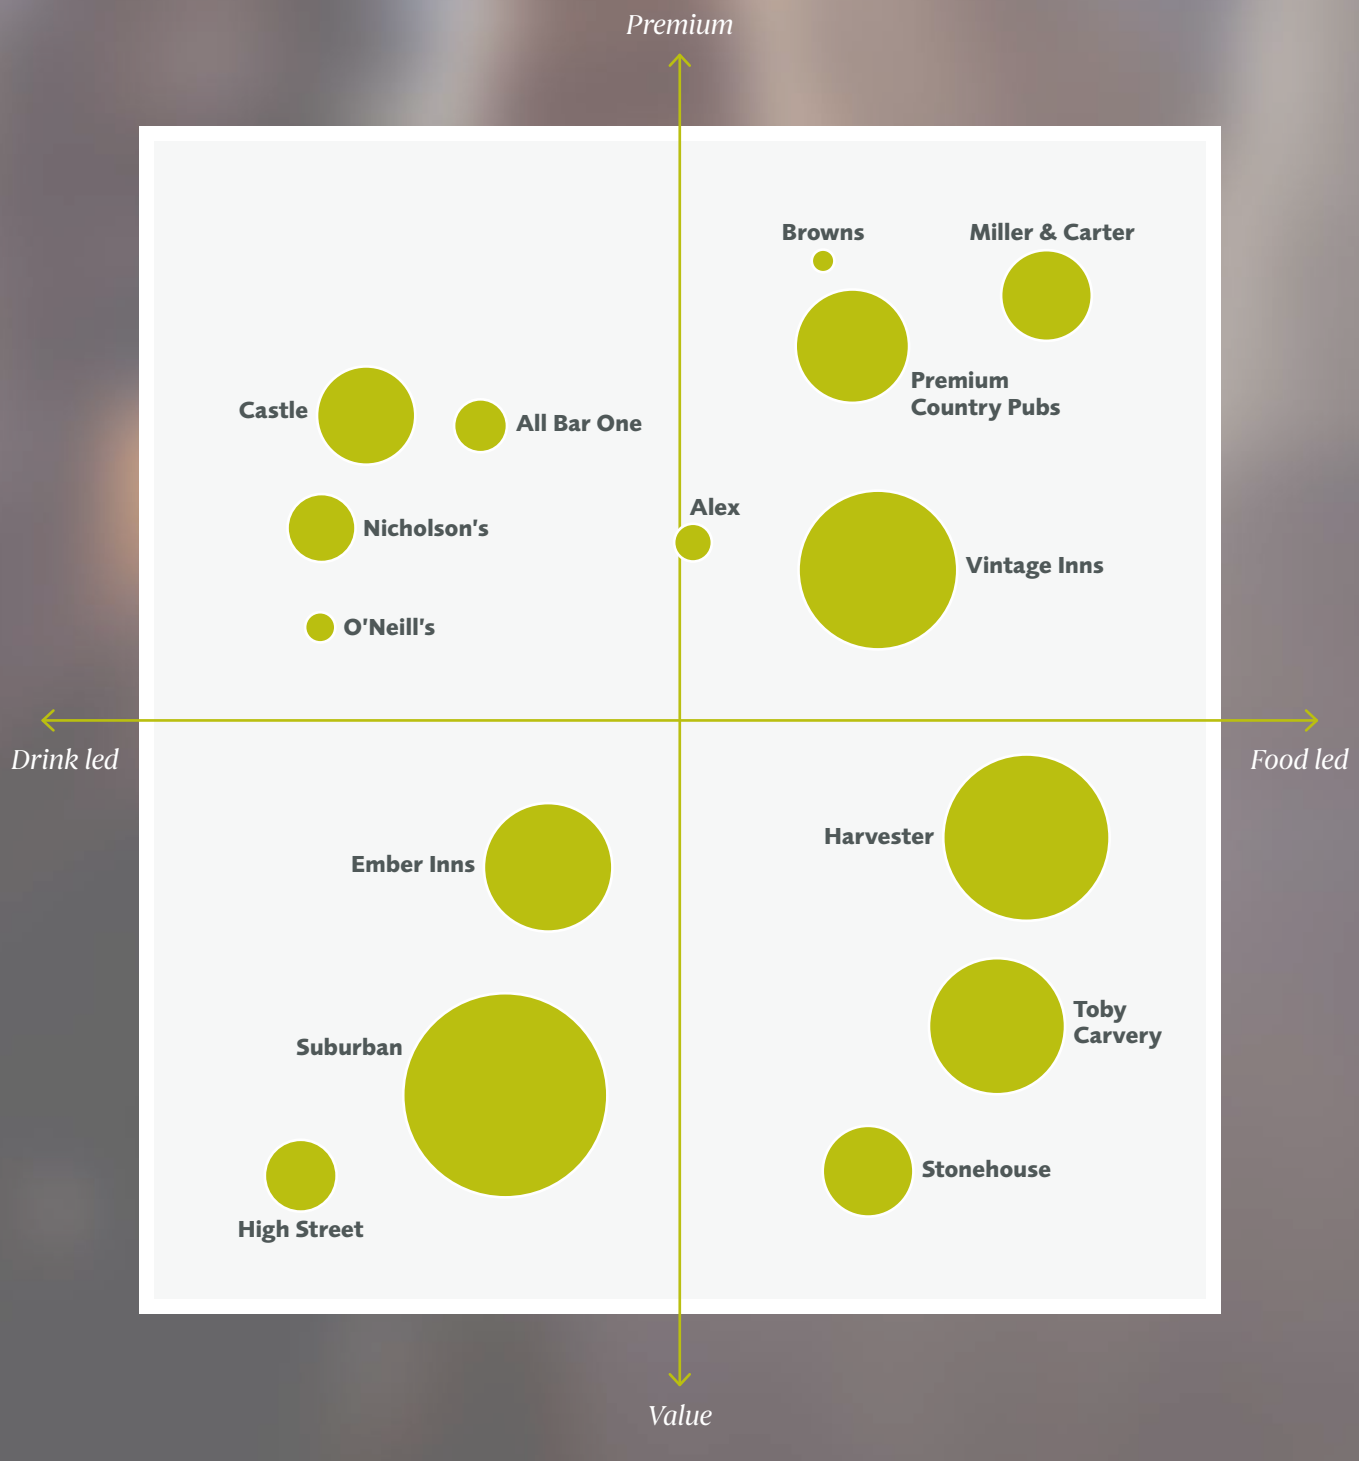 Premium
Browns
Miller & Carter
Premium
Country Pubs
Castle
All Bar One
Alex
Nicholson's
Vintage Inns
O'Neill's
Drink led
Food led
Harvester
Ember Inns
Toby
Carvery
Suburban
Stonehouse
High Street
Value